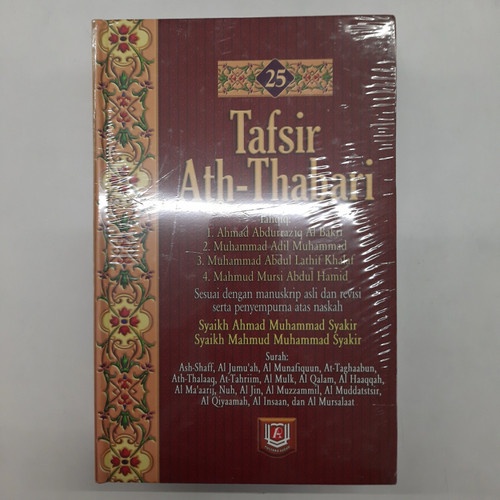 25
Tafsir
Ath-Thabari
Tahqiq:
1. Ahmad Abdurraziq Al Bakri
2. Muhammad Adil Muhammad
3. Muhammad Abdul Lathif Khalaf
4. Mahmud Mursi Abdul Hamid
Sesuai dengan manuskrip asli dan revisi
serta penyempurna atas naskah
Syaikh Ahmad Muhammad Syakir
Syaikh Mahmud Muhammad Syakir
Surah:
Ash-Shaff, Al Jumu'ah, Al Munafiquun, At-Taghaabun,
Ath-Thalaaq, At-Tahriim, Al Mulk, Al Qalam, Al Haaqqah,
Al Ma'aarij, Nuh, Al Jin, Al Muzzammil, Al Muddatstsir,
Al Qiyaamah, Al Insaan, dan Al Mursalaat